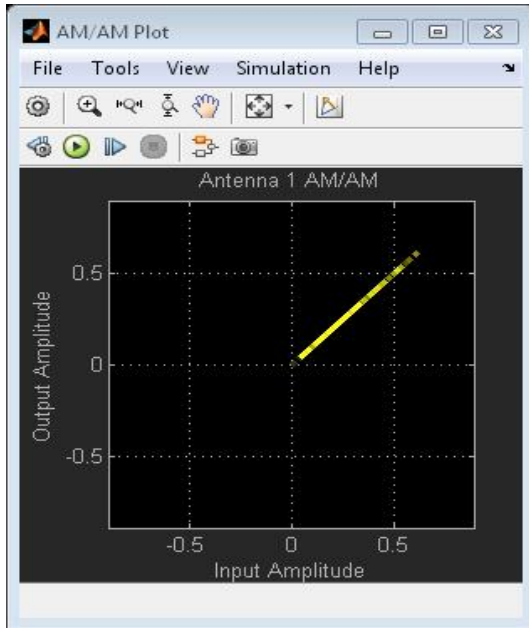 AM/AM Plot
File Tools View Simulation Help
Antenna 1 AM/AM
Output Amplitude
0.5
0
-0.5
-0.5 0 0.5
Input Amplitude